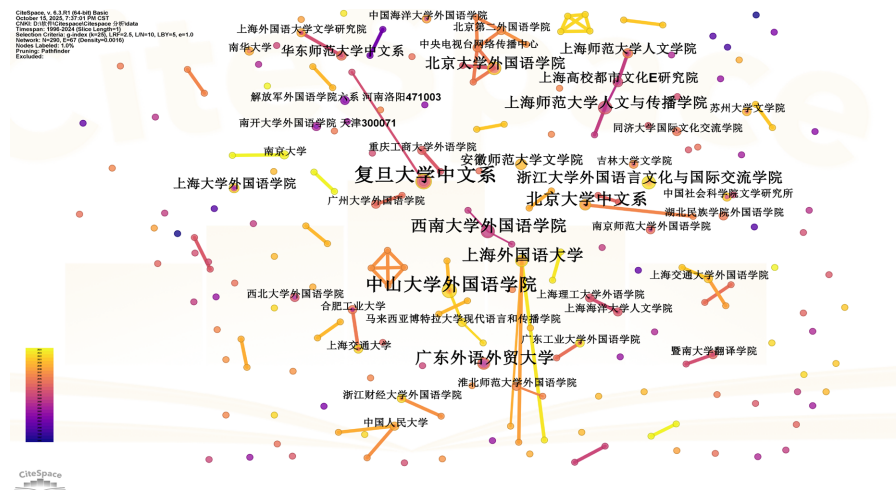 CiteSpace, v. 6.3.R1 (64-bit) Basic
October 15, 2025, 7:37:01 PM CST
CNKI: D:\软件\Citespace\Citespace 分析\data
Timespan: 1996-2024 (Slice Length=1)
Selection Criteria: g-index (k=25), LRF=2.5, L/N=10, LBY=5, e=1.0
Network: N=290, E=67 (Density=0.0016)
Nodes Labeled: 1.0%
Pruning: Pathfinder
Excluded:
中国海洋大学外国语学院
上海外国语大学文学研究院
北京第二外国语学院
南华大学
华东师范大学中文系
中央电视台网络传播中心
上海师范大学人文学院
北京大学外国语学院
上海高校都市文化E研究院
解放军外国语学院六系 河南洛阳471003
上海师范大学人文与传播学院
苏州大学文学院
南开大学外国语学院 天津300071
同济大学国际文化交流学院
南京大学
重庆工商大学外语学院
安徽师范大学文学院
吉林大学文学院
复旦大学中文系
浙江大学外国语言文化与国际交流学院
上海大学外国语学院
中国社会科学院文学研究所
广州大学外国语学院
北京大学中文系
湖北民族学院外国语学院
西南大学外国语学院
南京师范大学外国语学院
上海外国语大学
上海交通大学外国语学院
中山大学外国语学院
西北大学外国语学院
上海理工大学外语学院
合肥工业大学
上海海洋大学人文学院
马来西亚博特拉大学现代语言和传播学院
上海交通大学
广东工业大学外国语学院
广东外语外贸大学
暨南大学翻译学院
淮北师范大学外国语学院
浙江财经大学外国语学院
中国人民大学
CiteSpace